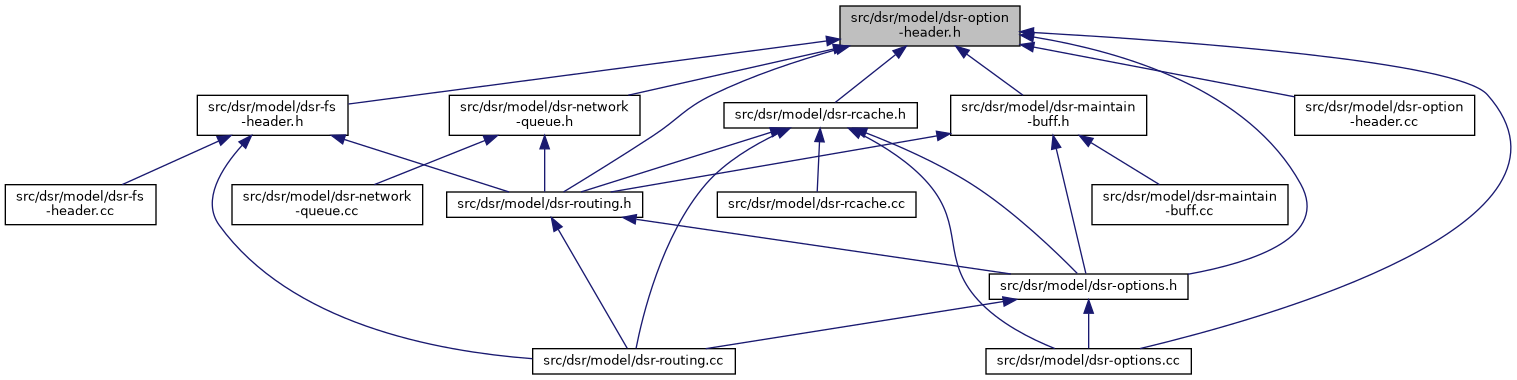 src/dsr/model/dsr-option
-header.h
src/dsr/model/dsr-fs
-header.h
src/dsr/model/dsr-network
-queue.h
src/dsr/model/dsr-rcache.h
src/dsr/model/dsr-maintain
-buff.h
src/dsr/model/dsr-option
-header.cc
src/dsr/model/dsr-fs
-header.cc
src/dsr/model/dsr-network
-queue.cc
src/dsr/model/dsr-routing.h
src/dsr/model/dsr-rcache.cc
src/dsr/model/dsr-maintain
-buff.cc
src/dsr/model/dsr-options.h
src/dsr/model/dsr-routing.cc
src/dsr/model/dsr-options.cc